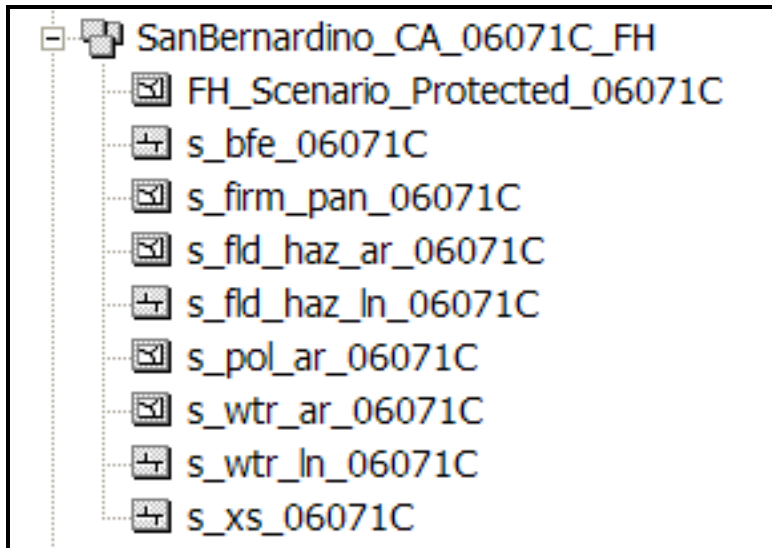 SanBernardino_CA_06071C_FH
FH_Scenario_Protected_06071C
s_bfe_06071C
s_firm_pan_06071C
s_fld_haz_ar_06071C
s_fld_haz_ln_06071C
s_pol_ar_06071C
s_wtr_ar_06071C
s_wtr_ln_06071C
s_xs_06071C